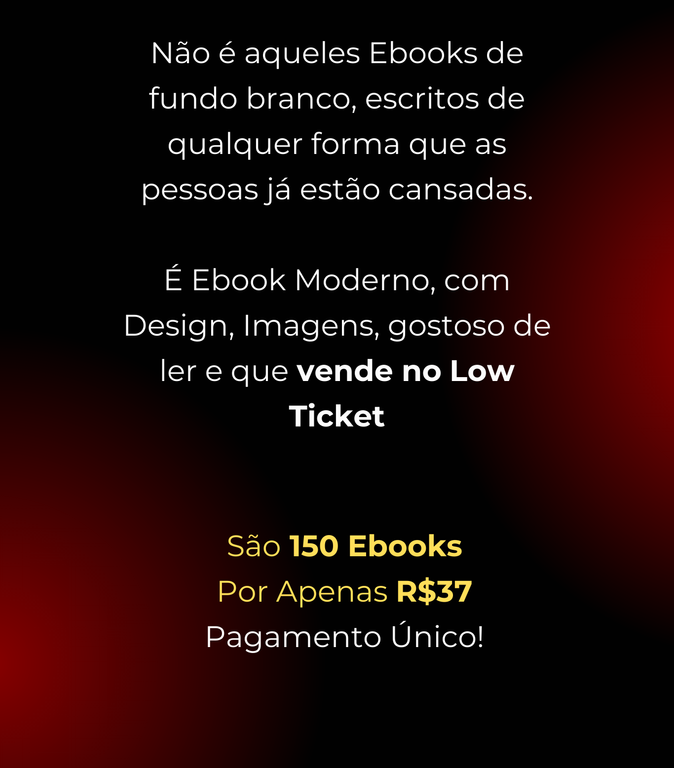 Não é aqueles Ebooks de
fundo branco, escritos de
qualquer forma que as
pessoas já estão cansadas.
É Ebook Moderno, com
Design, Imagens, gostoso de
ler e que vende no Low
Ticket
São 150 Ebooks
Por Apenas R$37
Pagamento Único!